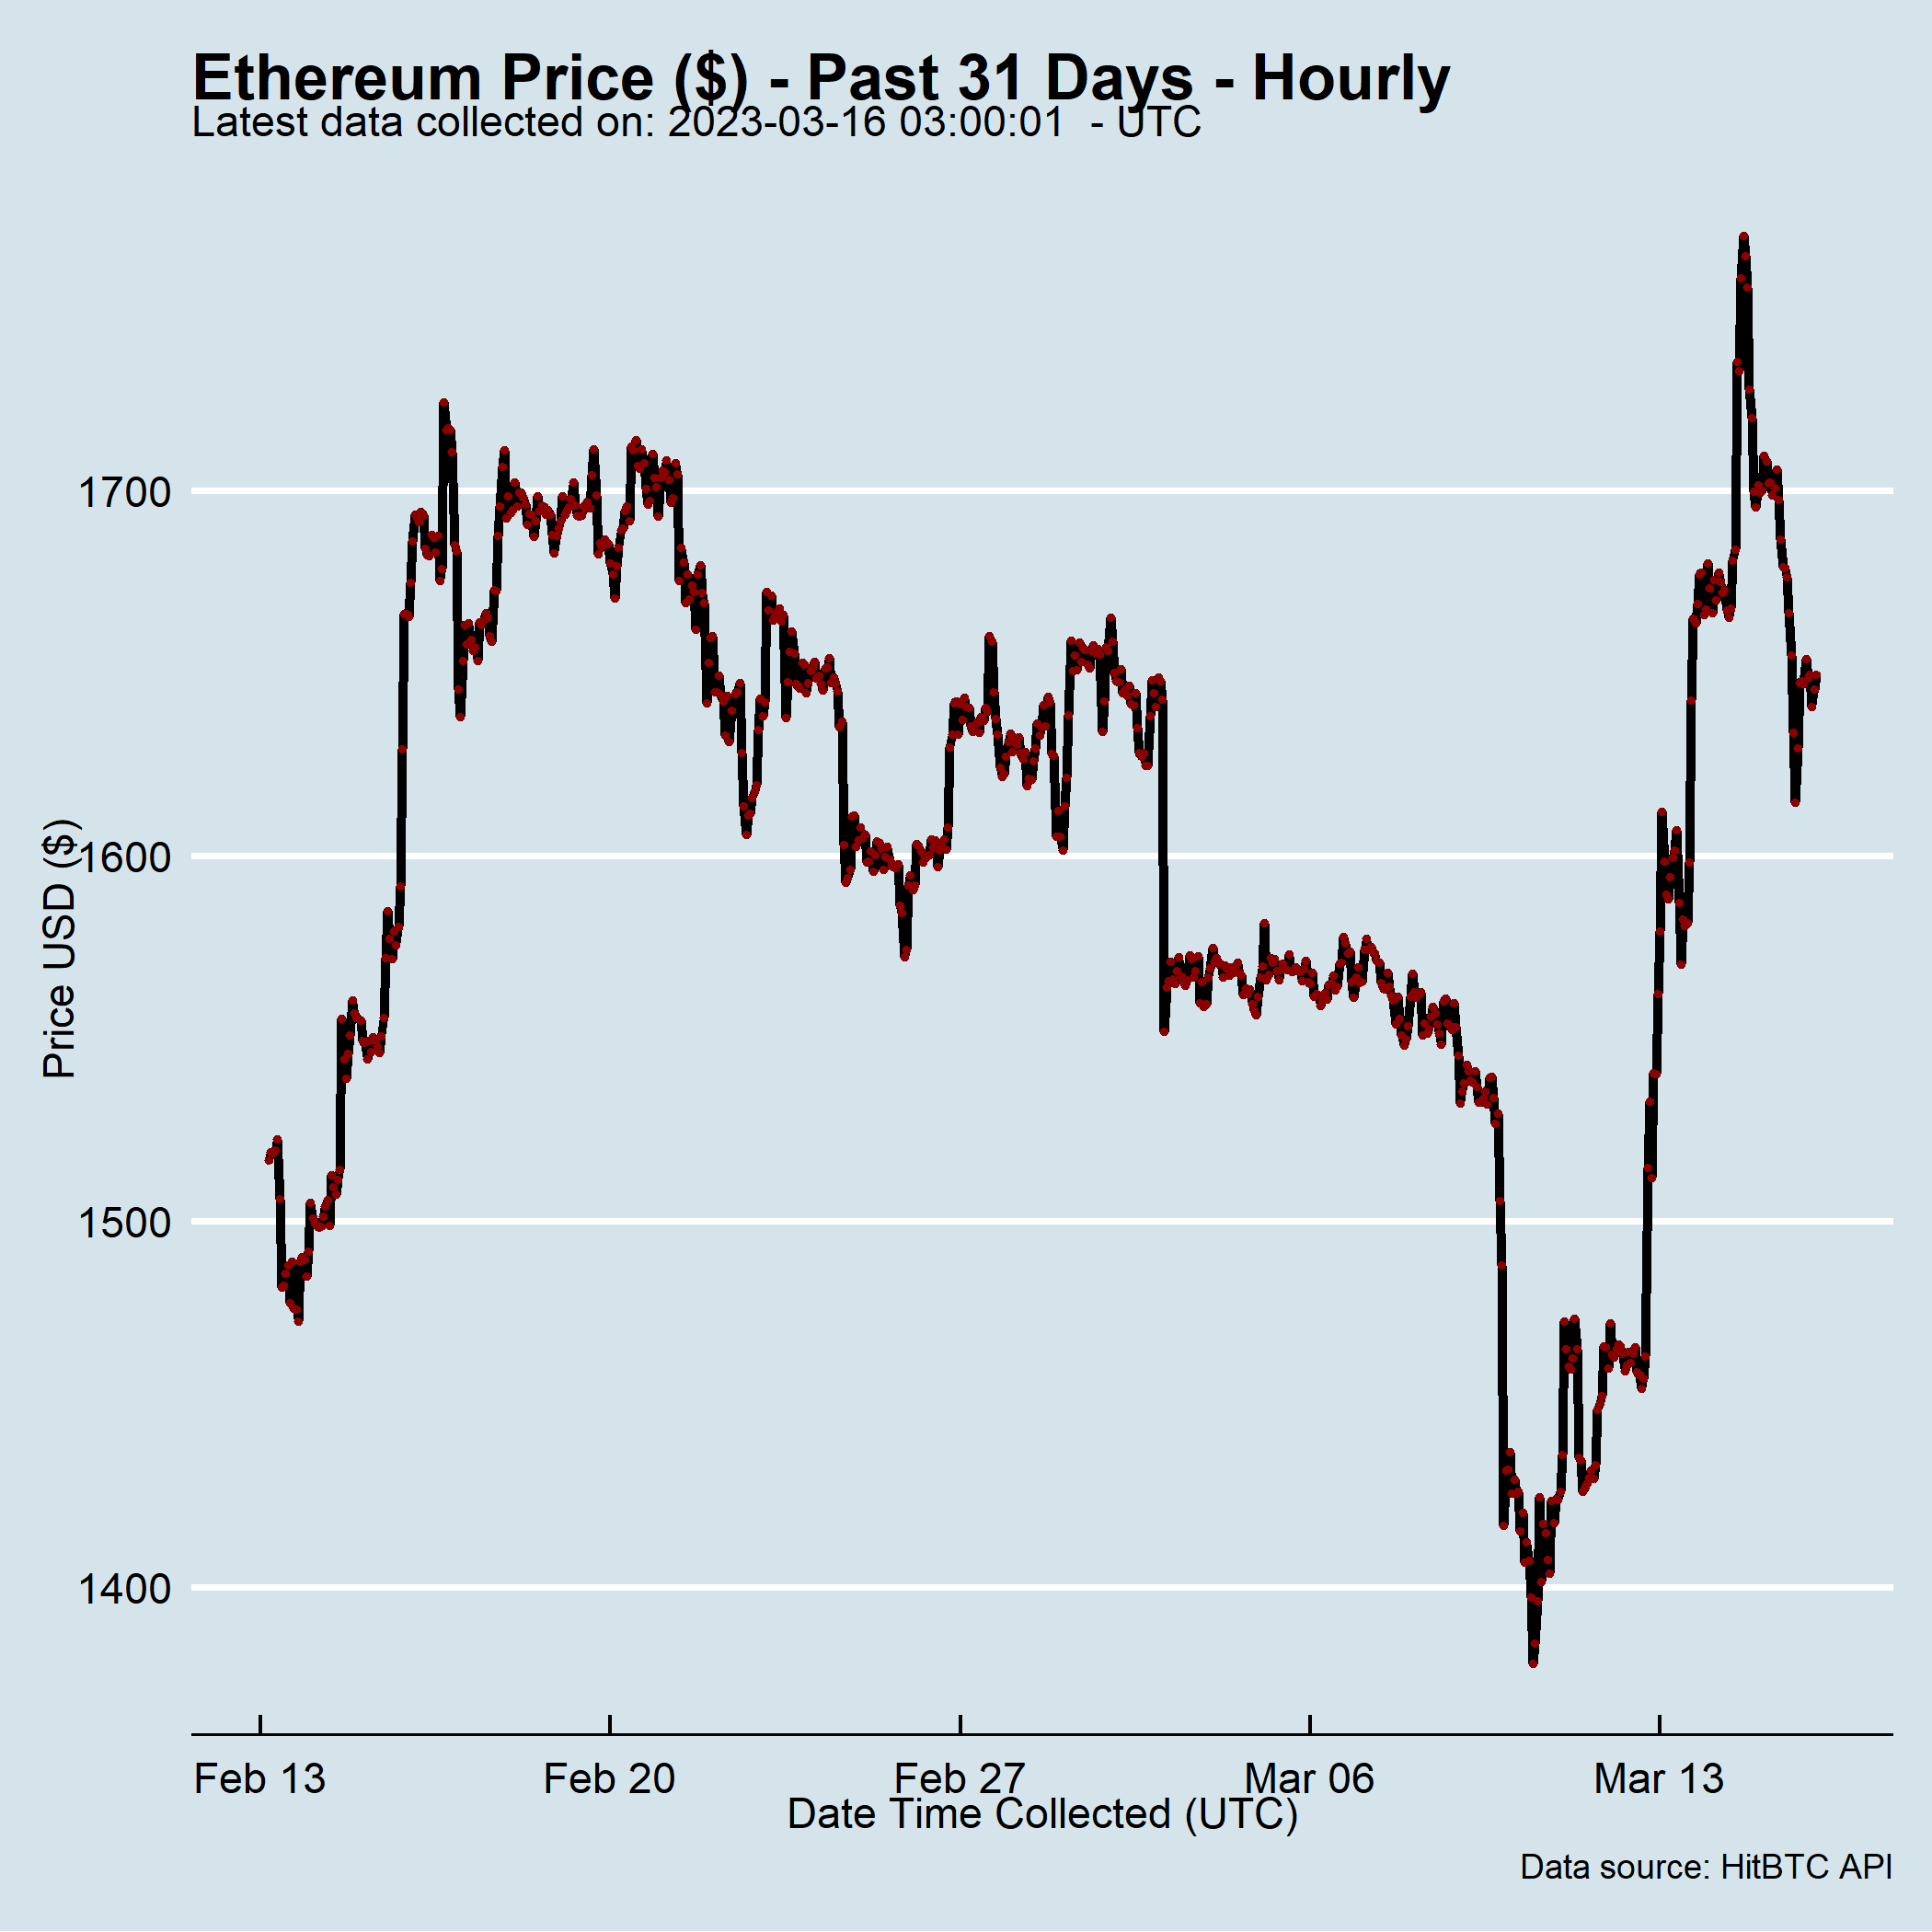 Ethereum Price ($) - Past 31 Days - Hourly
Latest data collected on: 2023-03-16 03:00:01  - UTC
Price USD ($)
1700
1600
1500
1400
Feb 13 Feb 20 Feb 27 Mar 06 Mar 13
Date Time Collected (UTC)
Data source: HitBTC API